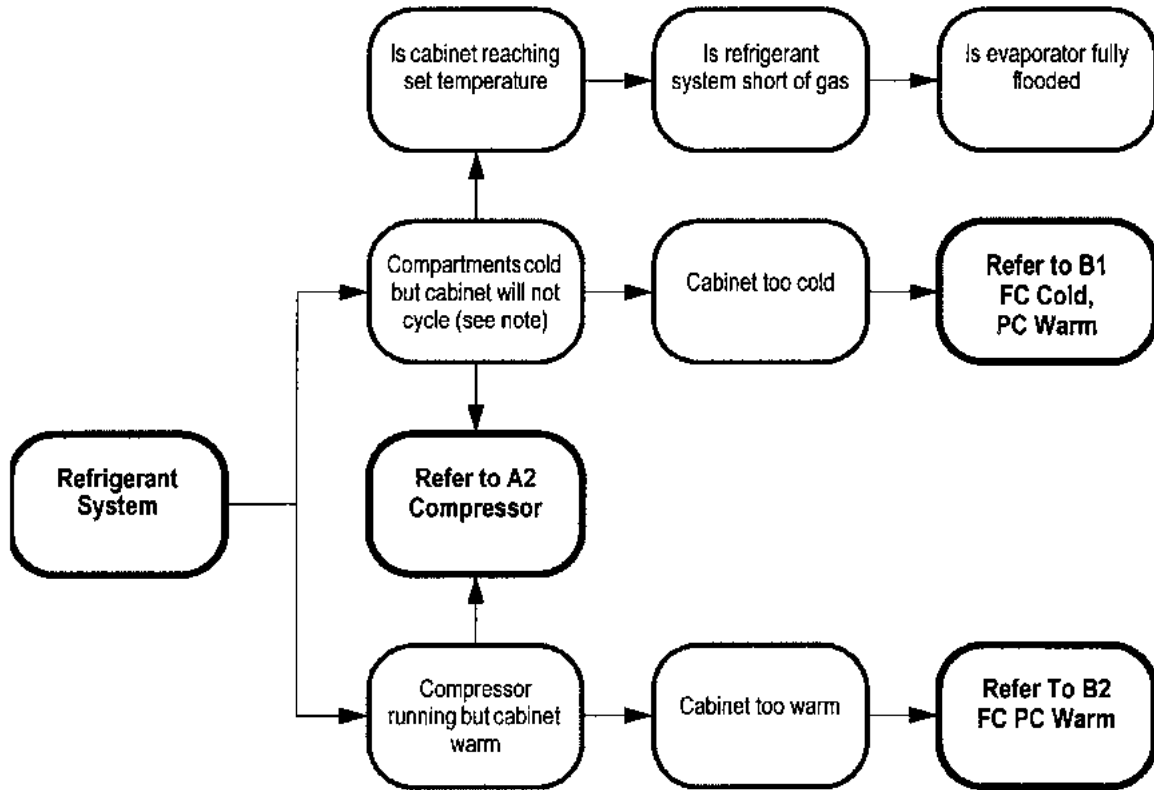 Is cabinet reaching
set temperature
Is refrigerant
system short of gas
Is evaporator fully
flooded
Compartments cold
but cabinet will not
cycle (see note)
Cabinet too cold
Refer to B1
FC Cold,
PC Warm
Refrigerant
System
Refer to A2
Compressor
Compressor
running but cabinet
warm
Cabinet too warm
Refer To B2
FC PC Warm